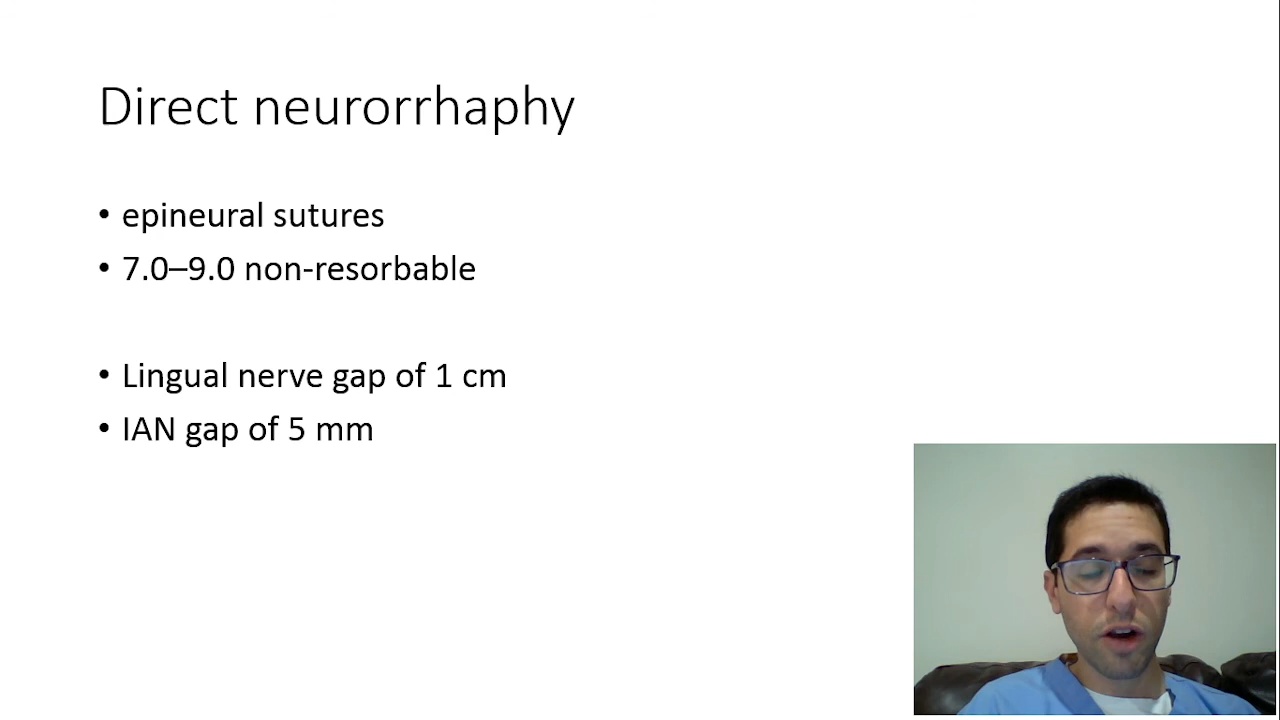 Direct neurorrhaphy
• epineural sutures
• 7.0–9.0 non-resorbable
• Lingual nerve gap of 1 cm
• IAN gap of 5 mm